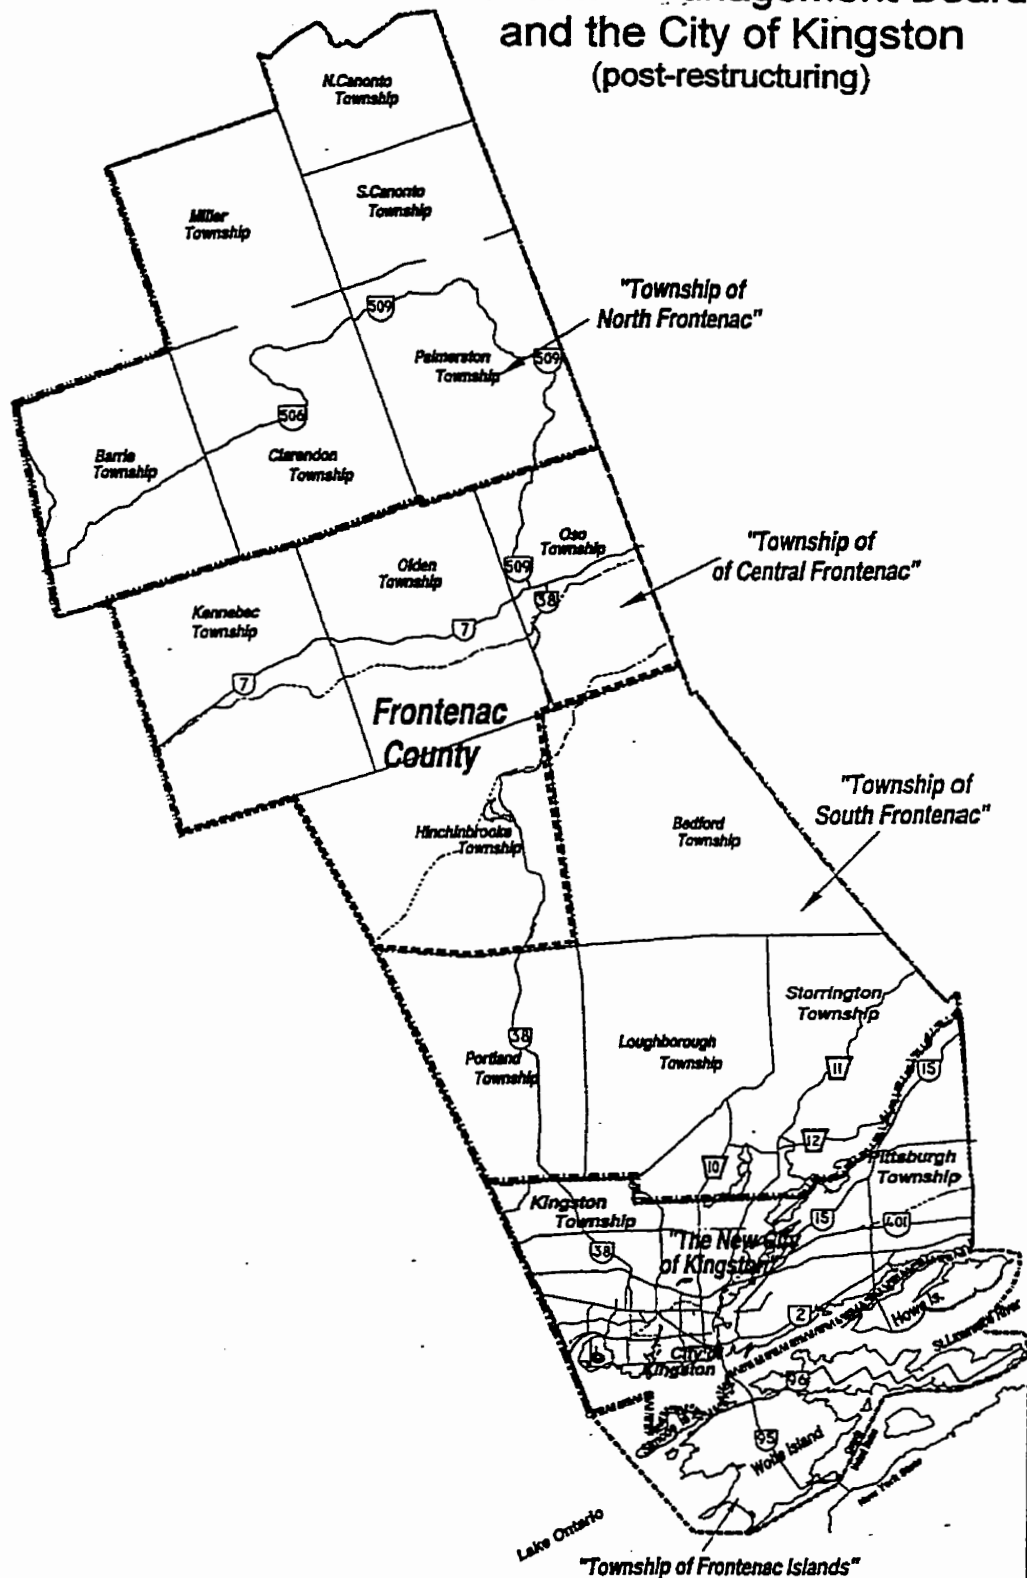 and the City of Kingston
(post-restructuring)
N.Canonto
Township
S.Canonto
Township
Miller
Township
"Township of
North Frontenac"
509
Palmerston
Township
509
506
Barrie
Township
Clarendon
Township
Oso
Township
Olden
Township
509
"Township of
of Central Frontenac"
38
Kennebec
Township
7
7
Frontenac
County
"Township of
South Frontenac"
Hinchinbrooke
Township
Bedford
Township
Storrington
Township
38
Loughborough
Township
Portland
Township
11
15
12
10
Pittsburgh
Township
Kingston
Township
15
401
38
"The New City
of Kingston"
2
Howe Is.
St.Lawrence River
City of
Kingston
96
95
Wolfe Island
New York State
Lake Ontario
"Township of Frontenac Islands"